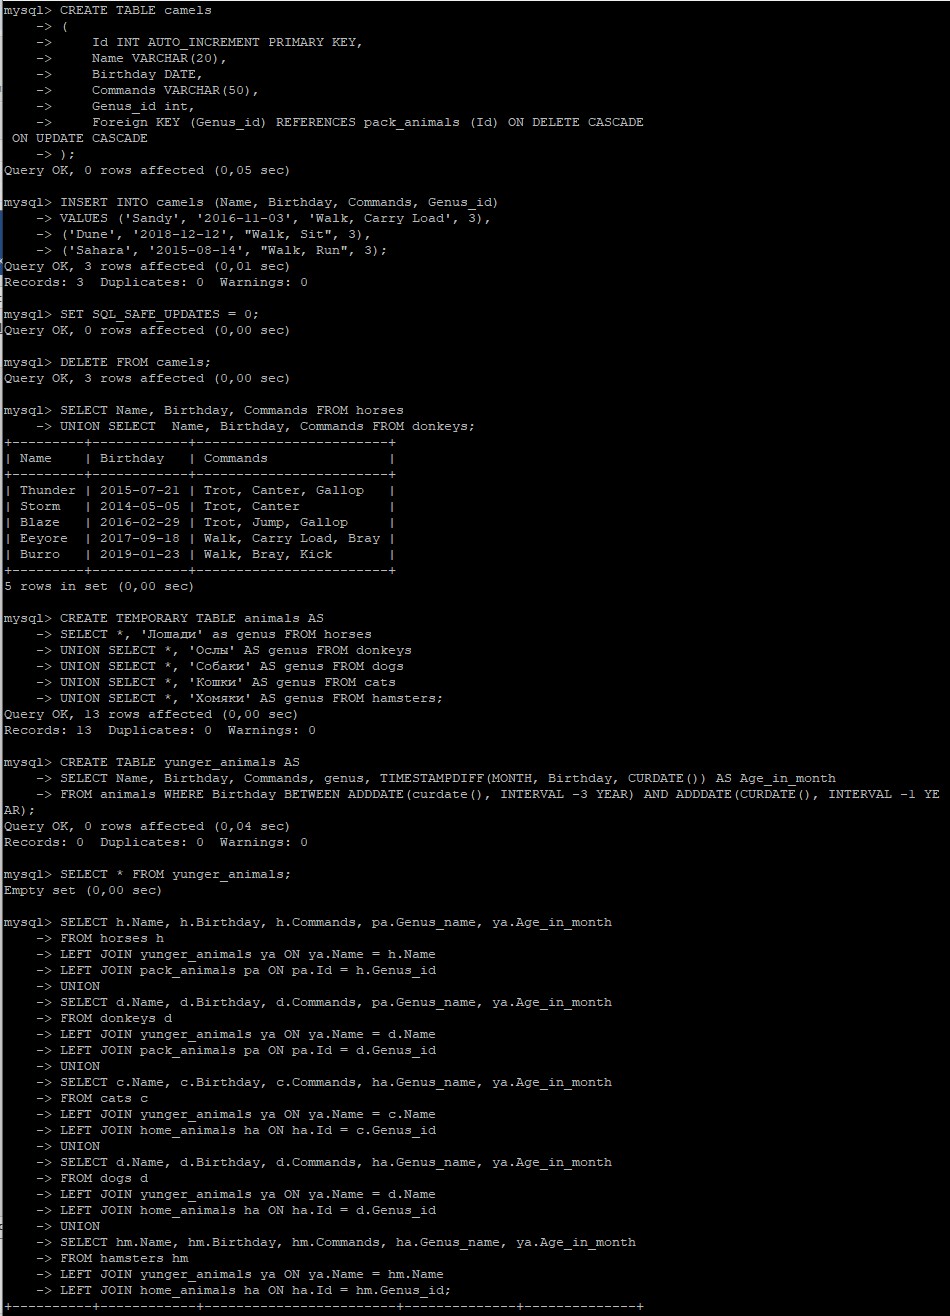 mysql> CREATE TABLE camels
    -> (
    ->     Id INT AUTO_INCREMENT PRIMARY KEY,
    ->     Name VARCHAR(20),
    ->     Birthday DATE,
    ->     Commands VARCHAR(50),
    ->     Genus_id int,
    ->     Foreign KEY (Genus_id) REFERENCES pack_animals (Id) ON DELETE CASCADE
 ON UPDATE CASCADE
    -> );
Query OK, 0 rows affected (0,05 sec)

mysql> INSERT INTO camels (Name, Birthday, Commands, Genus_id)
    -> VALUES ('Sandy', '2016-11-03', 'Walk, Carry Load', 3),
    -> ('Dune', '2018-12-12', "Walk, Sit", 3),
    -> ('Sahara', '2015-08-14', "Walk, Run", 3);
Query OK, 3 rows affected (0,01 sec)
Records: 3  Duplicates: 0  Warnings: 0

mysql> SET SQL_SAFE_UPDATES = 0;
Query OK, 0 rows affected (0,00 sec)

mysql> DELETE FROM camels;
Query OK, 3 rows affected (0,00 sec)

mysql> SELECT Name, Birthday, Commands FROM horses
    -> UNION SELECT  Name, Birthday, Commands FROM donkeys;
+---------+------------+------------------------+
| Name    | Birthday   | Commands               |
+---------+------------+------------------------+
| Thunder | 2015-07-21 | Trot, Canter, Gallop   |
| Storm   | 2014-05-05 | Trot, Canter           |
| Blaze   | 2016-02-29 | Trot, Jump, Gallop     |
| Eeyore  | 2017-09-18 | Walk, Carry Load, Bray |
| Burro   | 2019-01-23 | Walk, Bray, Kick       |
+---------+------------+------------------------+
5 rows in set (0,00 sec)

mysql> CREATE TEMPORARY TABLE animals AS
    -> SELECT *, 'Лошади' as genus FROM horses
    -> UNION SELECT *, 'Ослы' AS genus FROM donkeys
    -> UNION SELECT *, 'Собаки' AS genus FROM dogs
    -> UNION SELECT *, 'Кошки' AS genus FROM cats
    -> UNION SELECT *, 'Хомяки' AS genus FROM hamsters;
Query OK, 13 rows affected (0,00 sec)
Records: 13  Duplicates: 0  Warnings: 0

mysql> CREATE TABLE yunger_animals AS
    -> SELECT Name, Birthday, Commands, genus, TIMESTAMPDIFF(MONTH, Birthday, CURDATE()) AS Age_in_month
    -> FROM animals WHERE Birthday BETWEEN ADDDATE(curdate(), INTERVAL -3 YEAR) AND ADDDATE(CURDATE(), INTERVAL -1 YE
AR);
Query OK, 0 rows affected (0,04 sec)
Records: 0  Duplicates: 0  Warnings: 0

mysql> SELECT * FROM yunger_animals;
Empty set (0,00 sec)

mysql> SELECT h.Name, h.Birthday, h.Commands, pa.Genus_name, ya.Age_in_month
    -> FROM horses h
    -> LEFT JOIN yunger_animals ya ON ya.Name = h.Name
    -> LEFT JOIN pack_animals pa ON pa.Id = h.Genus_id
    -> UNION
    -> SELECT d.Name, d.Birthday, d.Commands, pa.Genus_name, ya.Age_in_month
    -> FROM donkeys d
    -> LEFT JOIN yunger_animals ya ON ya.Name = d.Name
    -> LEFT JOIN pack_animals pa ON pa.Id = d.Genus_id
    -> UNION
    -> SELECT c.Name, c.Birthday, c.Commands, ha.Genus_name, ya.Age_in_month
    -> FROM cats c
    -> LEFT JOIN yunger_animals ya ON ya.Name = c.Name
    -> LEFT JOIN home_animals ha ON ha.Id = c.Genus_id
    -> UNION
    -> SELECT d.Name, d.Birthday, d.Commands, ha.Genus_name, ya.Age_in_month
    -> FROM dogs d
    -> LEFT JOIN yunger_animals ya ON ya.Name = d.Name
    -> LEFT JOIN home_animals ha ON ha.Id = d.Genus_id
    -> UNION
    -> SELECT hm.Name, hm.Birthday, hm.Commands, ha.Genus_name, ya.Age_in_month
    -> FROM hamsters hm
    -> LEFT JOIN yunger_animals ya ON ya.Name = hm.Name
    -> LEFT JOIN home_animals ha ON ha.Id = hm.Genus_id;
+----------+------------+------------------------+-------------+--------------+